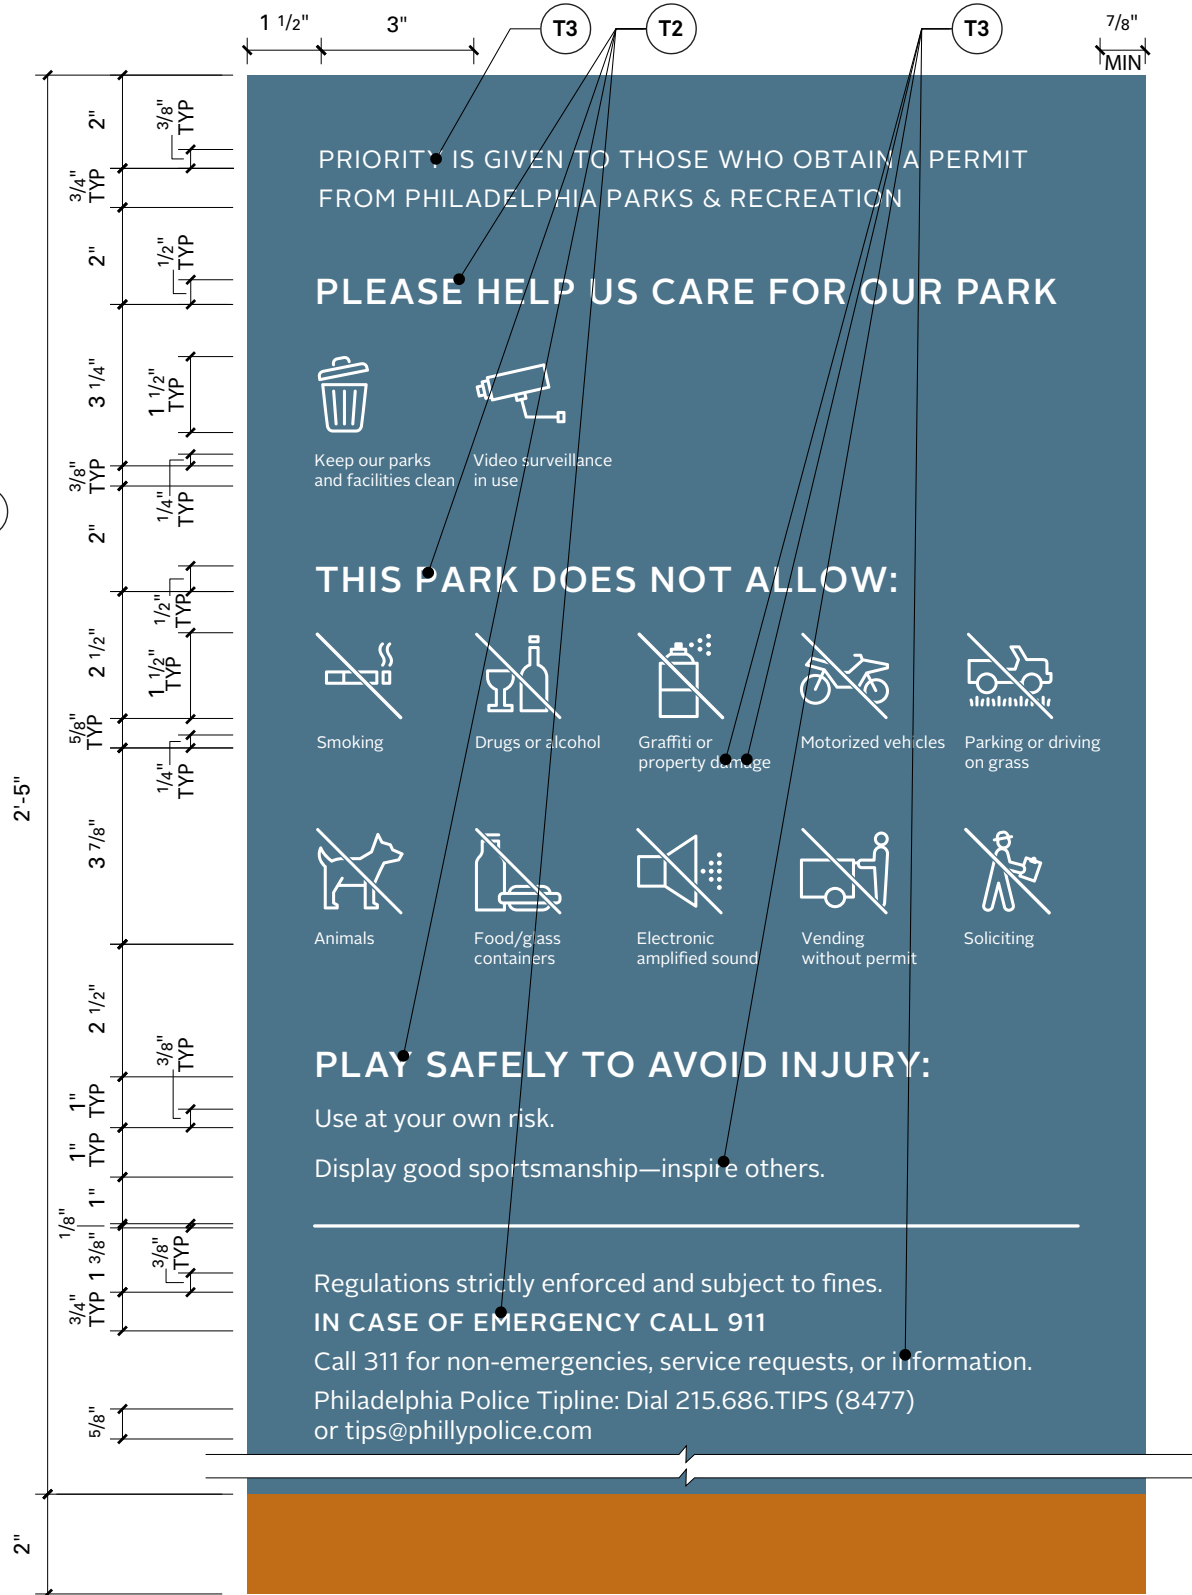 1 1/2"
3"
T3
T2
T3
7/8"
MIN
2"
3/8"
TYP
3/4"
TYP
2"
1/2"
TYP
3 1/4"
1 1/2"
TYP
3/8"
TYP
1/4"
TYP
2"
1/2"
TYP
2 1/2"
1 1/2"
TYP
5/8"
TYP
1/4"
TYP
2'-5"
3 7/8"
2 1/2"
3/8"
TYP
1"
TYP
1"
TYP
1"
1/8"
1 3/8"
3/8"
TYP
3/4"
TYP
5/8"
2"
PRIORITY IS GIVEN TO THOSE WHO OBTAIN A PERMIT
FROM PHILADELPHIA PARKS & RECREATION
PLEASE HELP US CARE FOR OUR PARK
Keep our parks
and facilities clean
Video surveillance
in use
THIS PARK DOES NOT ALLOW:
Smoking
Drugs or alcohol
Graffiti or
property damage
Motorized vehicles
Parking or driving
on grass
Animals
Food/glass
containers
Electronic
amplified sound
Vending
without permit
Soliciting
PLAY SAFELY TO AVOID INJURY:
Use at your own risk.
Display good sportsmanship—inspire others.
Regulations strictly enforced and subject to fines.
IN CASE OF EMERGENCY CALL 911
Call 311 for non-emergencies, service requests, or information.
Philadelphia Police Tipline: Dial 215.686.TIPS (8477)
or tips@phillypolice.com